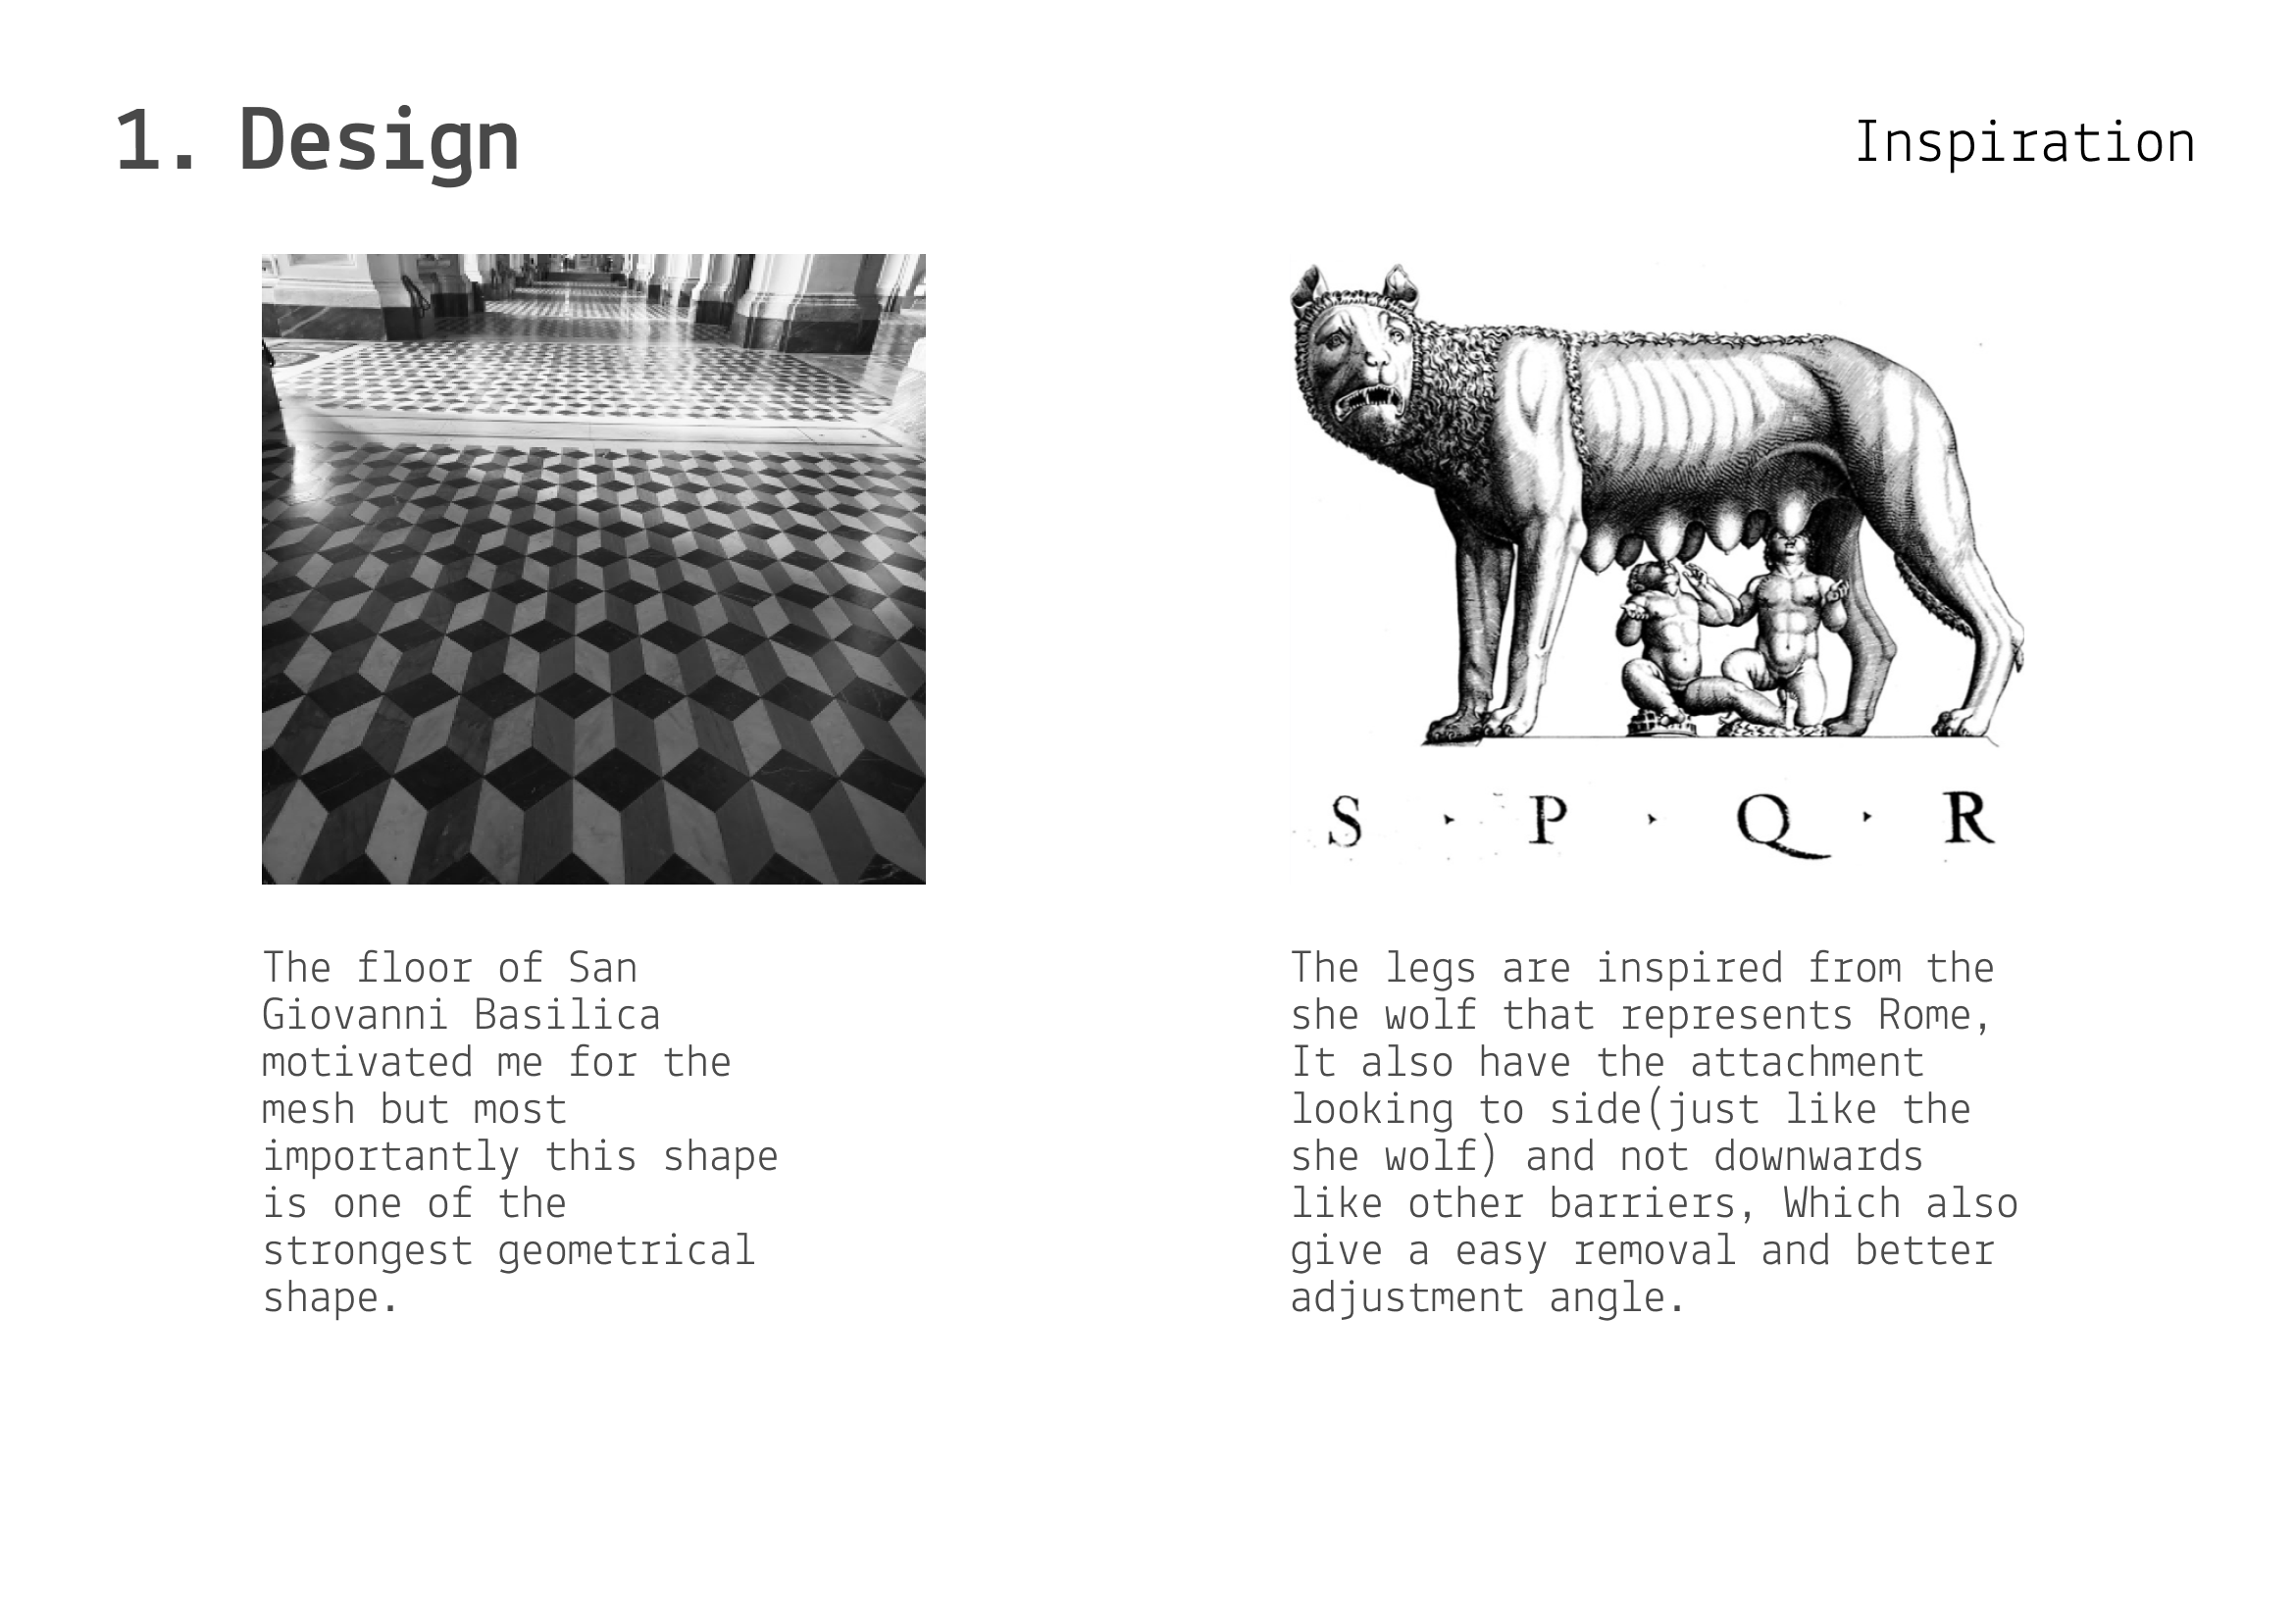 1. Design
Inspiration
S · P · Q · R
The floor of San
Giovanni Basilica
motivated me for the
mesh but most
importantly this shape
is one of the
strongest geometrical
shape.
The legs are inspired from the
she wolf that represents Rome,
It also have the attachment
looking to side(just like the
she wolf) and not downwards
like other barriers, Which also
give a easy removal and better
adjustment angle.